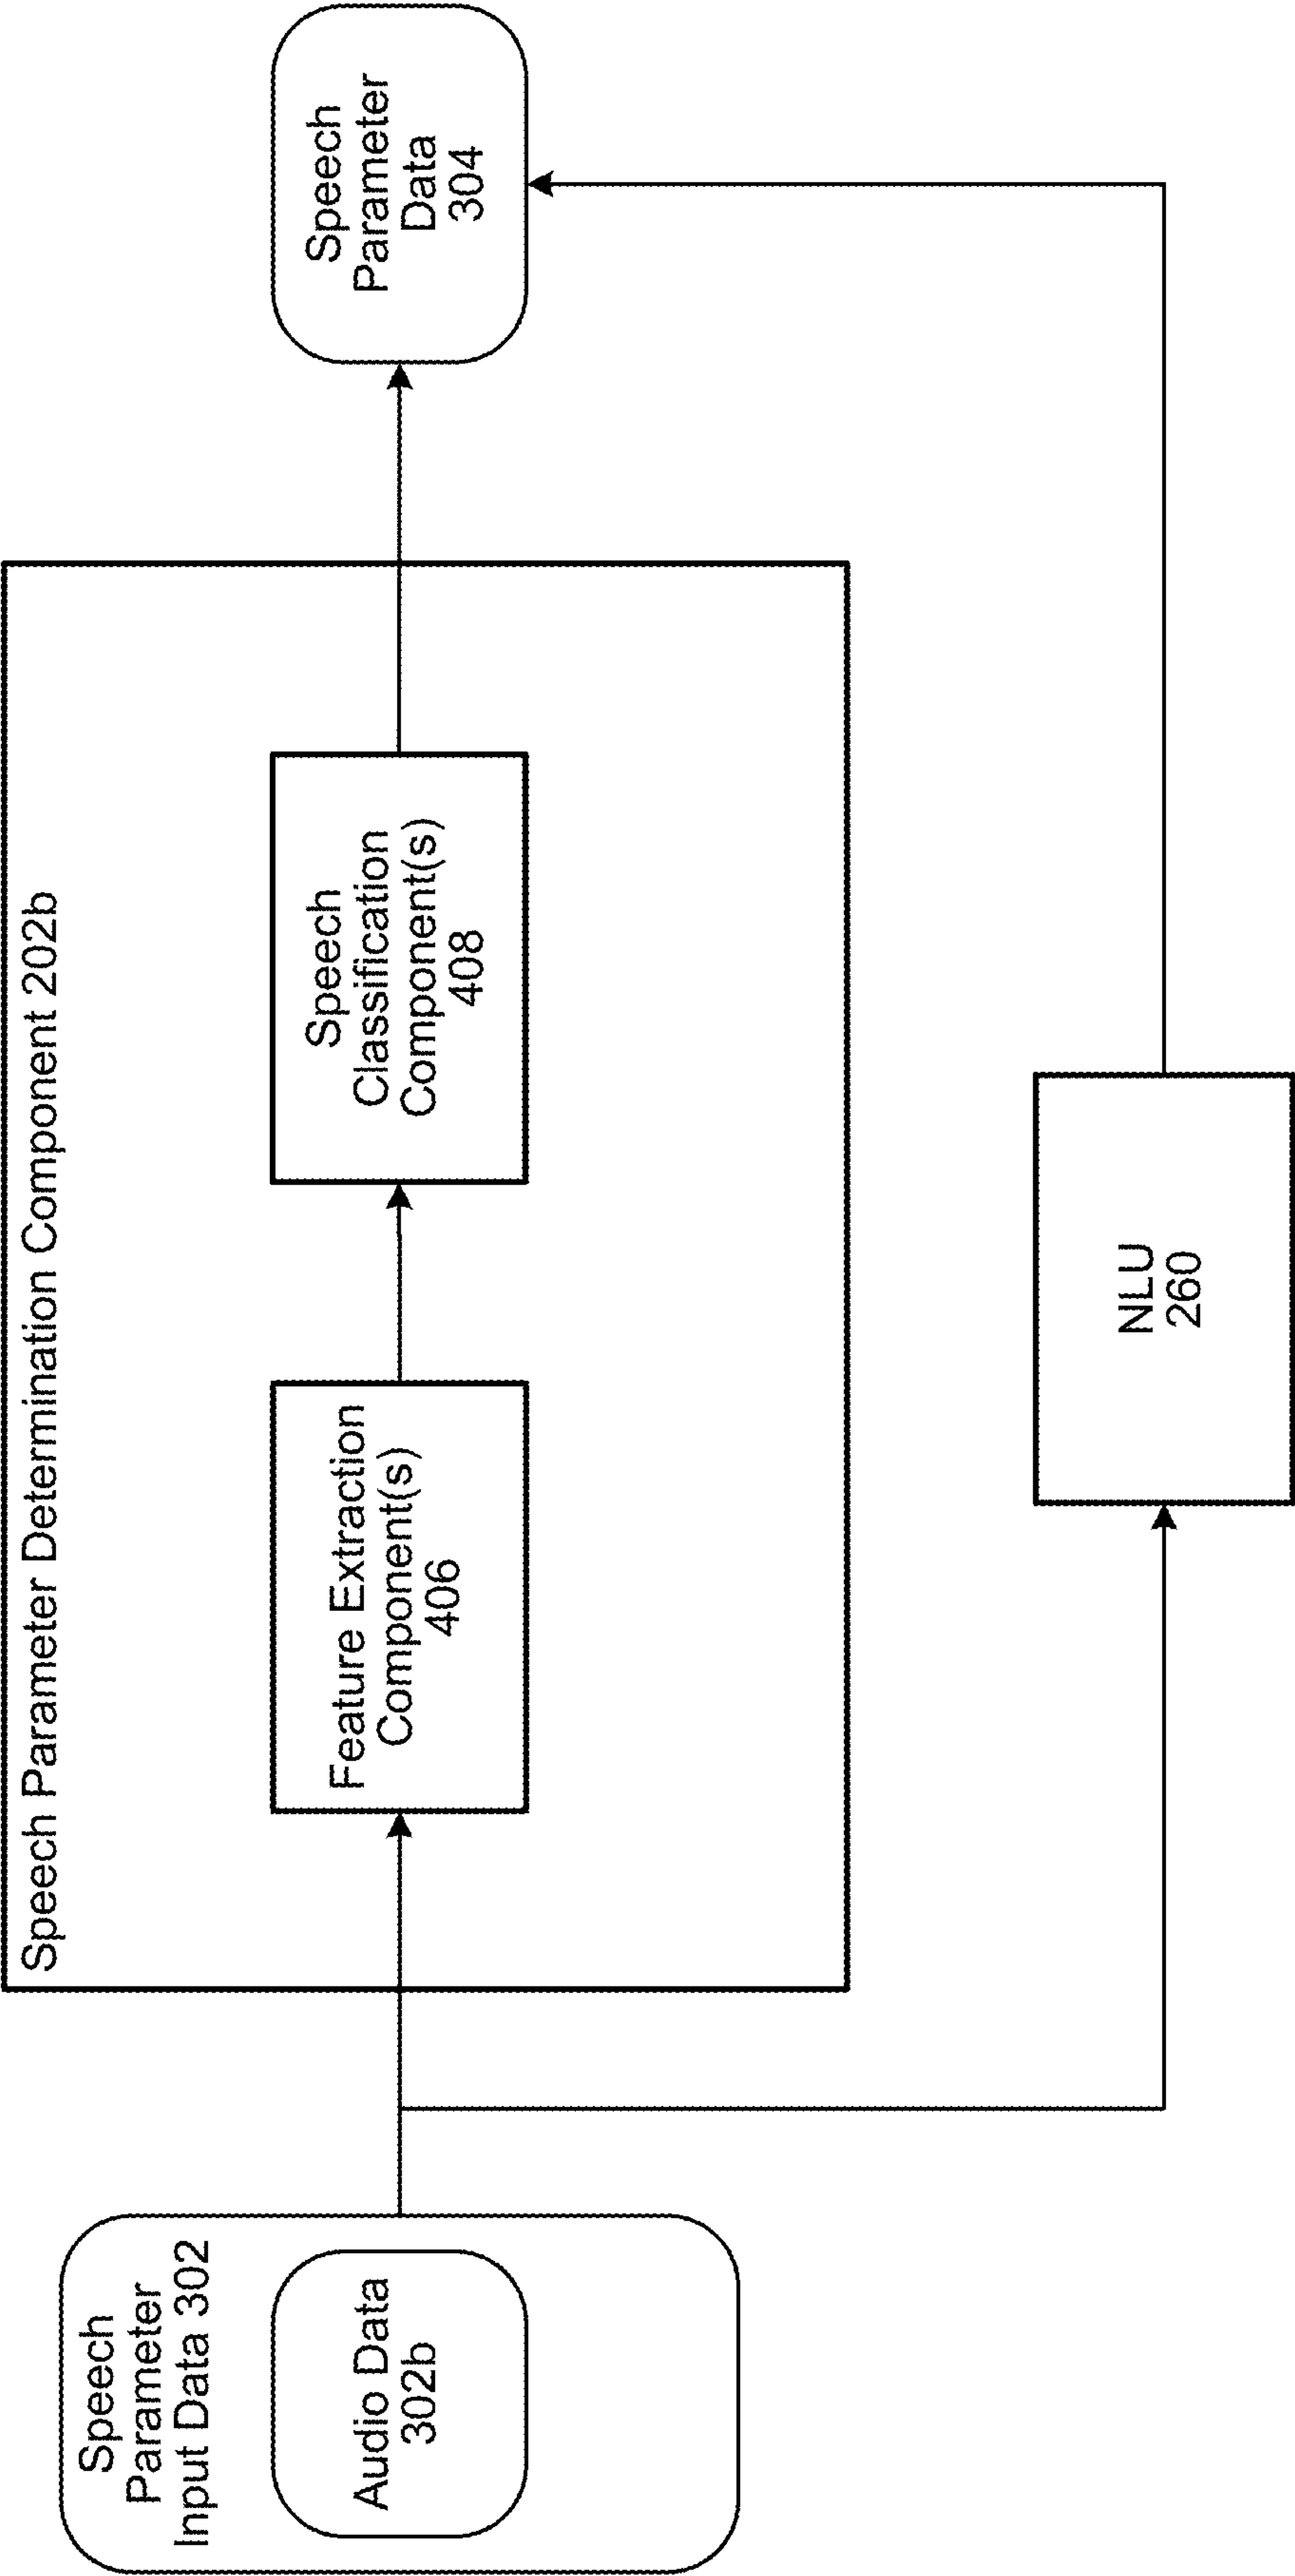 Speech
Parameter
Input Data 302
Audio Data
302b
Speech Parameter Determination Component 202b
Feature Extraction
Component(s)
406
Speech
Classification
Component(s)
408
Speech
Parameter
Data
304
NLU
260